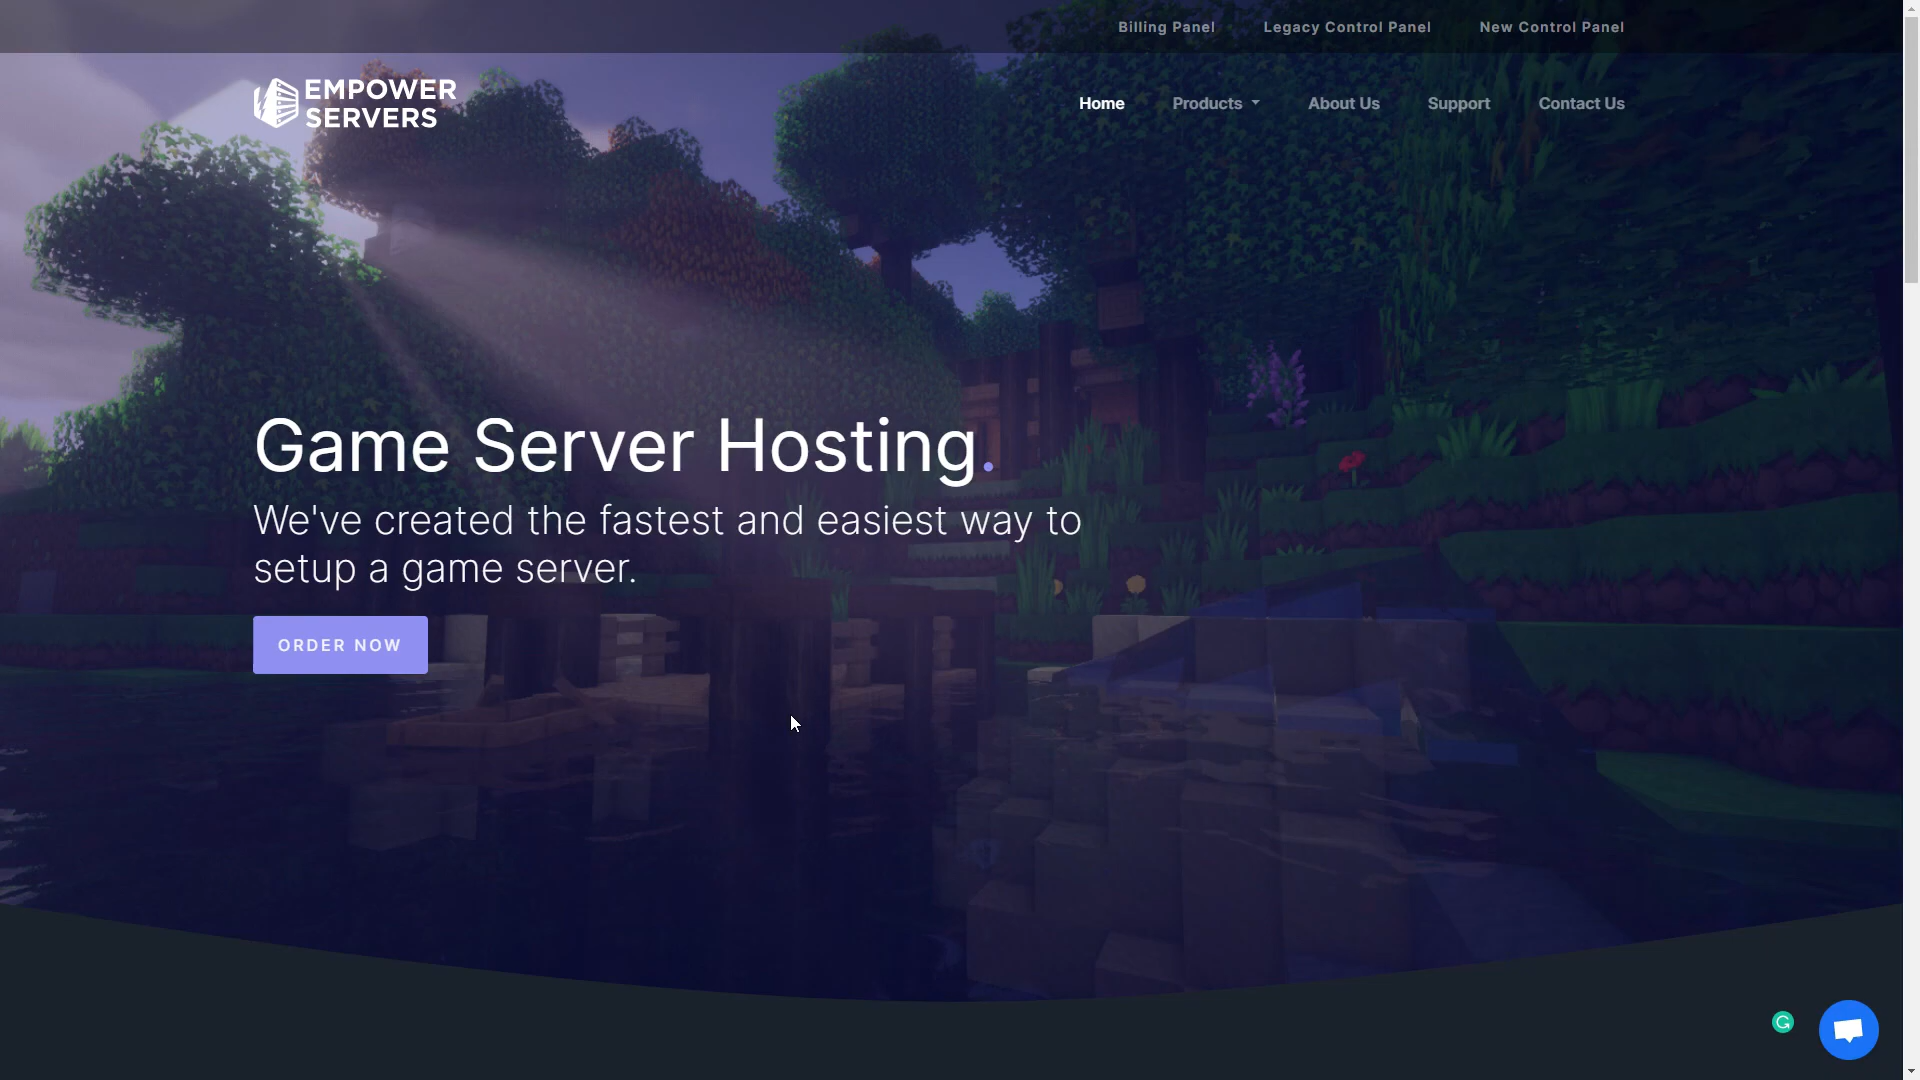 Billing Panel
Legacy Control Panel
New Control Panel
EMPOWER
SERVERS
Home
Products
About Us
Support
Contact Us
Game Server Hosting.
We've created the fastest and easiest way to
setup a game server.
ORDER NOW